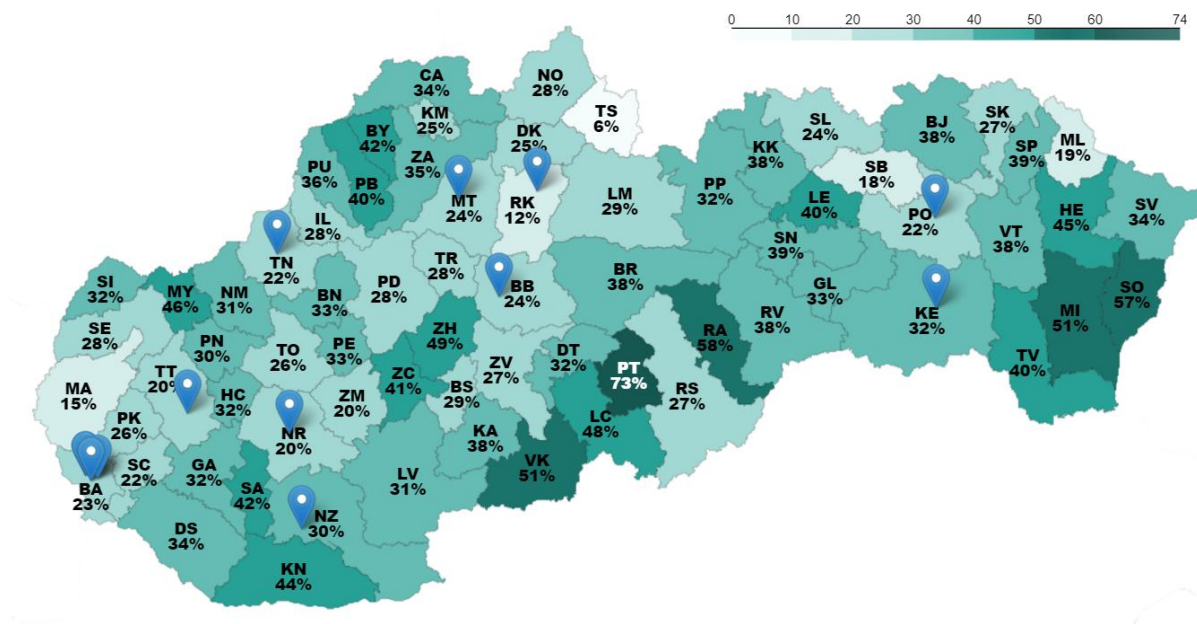 0 10 20 30 40 50 60 74
CA
34%
NO
28%
TS
6%
KM
25%
BY
42%
DK
25%
ZA
35%
PU
36%
PB
40%
MT
24%
RK
12%
LM
29%
IL
28%
TN
22%
SL
24%
BJ
38%
SK
27%
SP
39%
ML
19%
KK
38%
SB
18%
PP
32%
LE
40%
PO
22%
HE
45%
SV
34%
VT
38%
SN
39%
GL
33%
KE
32%
MI
51%
SO
57%
TV
40%
SI
32%
MY
46%
NM
31%
BN
33%
PD
28%
TR
28%
BB
24%
BR
38%
RA
58%
RV
38%
SE
28%
PN
30%
TO
26%
PE
33%
ZH
49%
ZV
27%
DT
32%
PT
73%
RS
27%
MA
15%
TT
20%
HC
32%
ZM
20%
ZC
41%
BS
29%
PK
26%
NR
20%
KA
38%
LC
48%
BA
23%
SC
22%
GA
32%
SA
42%
LV
31%
VK
51%
DS
34%
NZ
30%
KN
44%